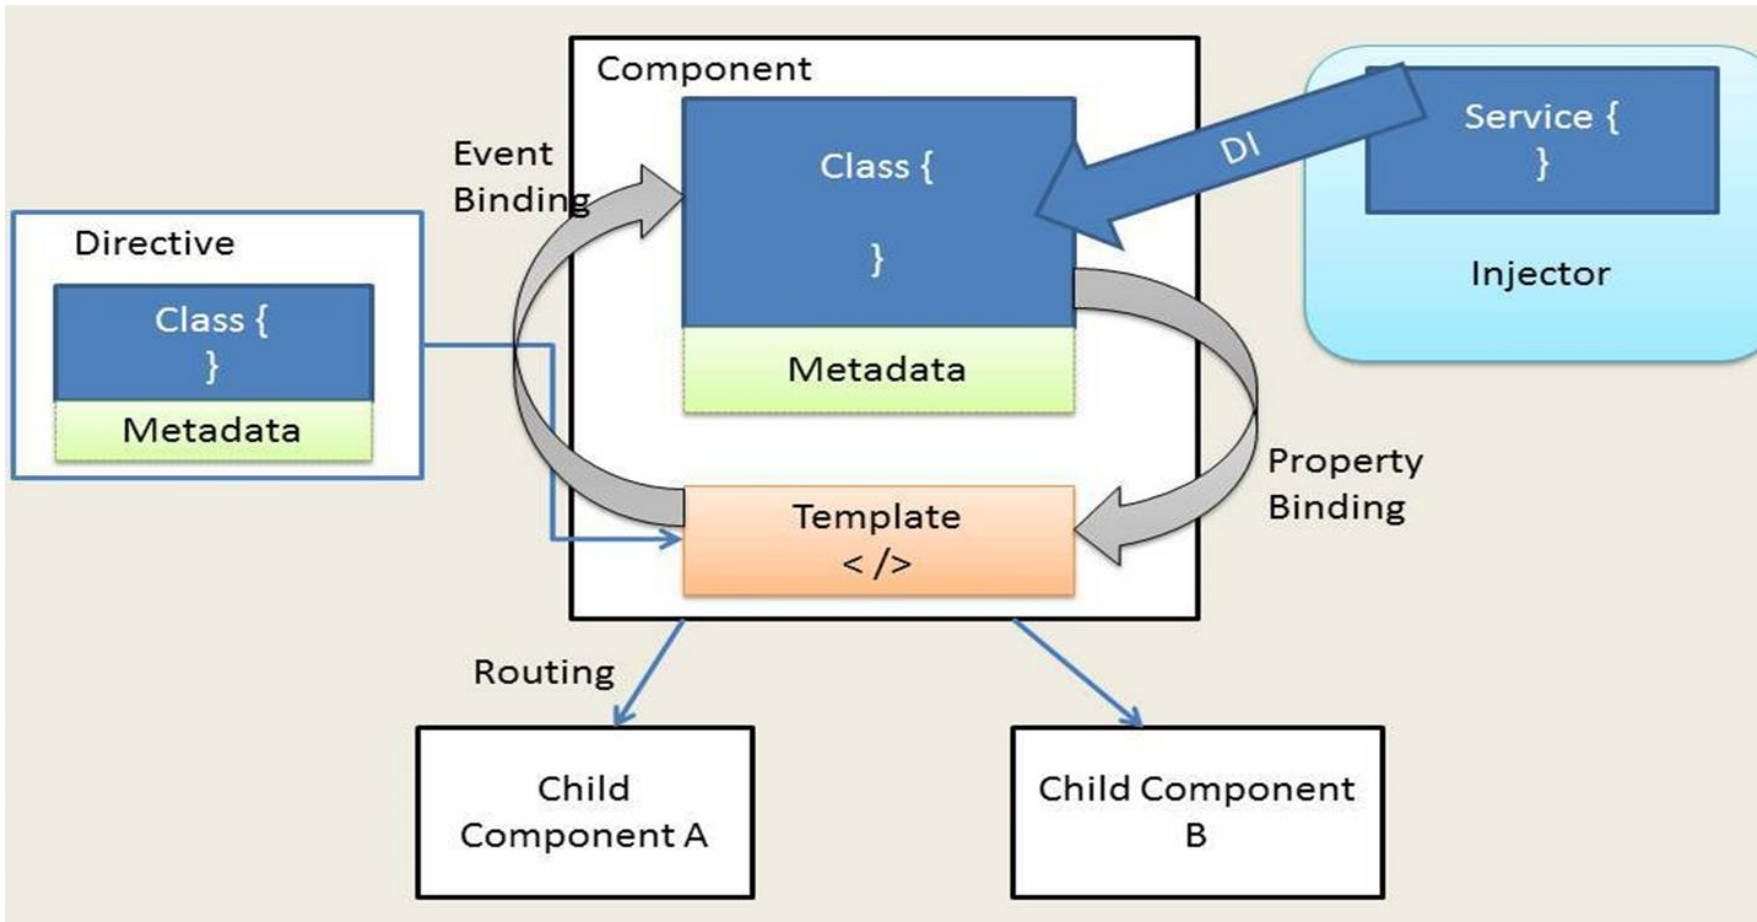 Component
Class {
}
Metadata
Event
Binding
DI
Service {
}
Injector
Directive
Class {
}
Metadata
Property
Binding
Template
< />
Routing
Child
Component A
Child Component
B